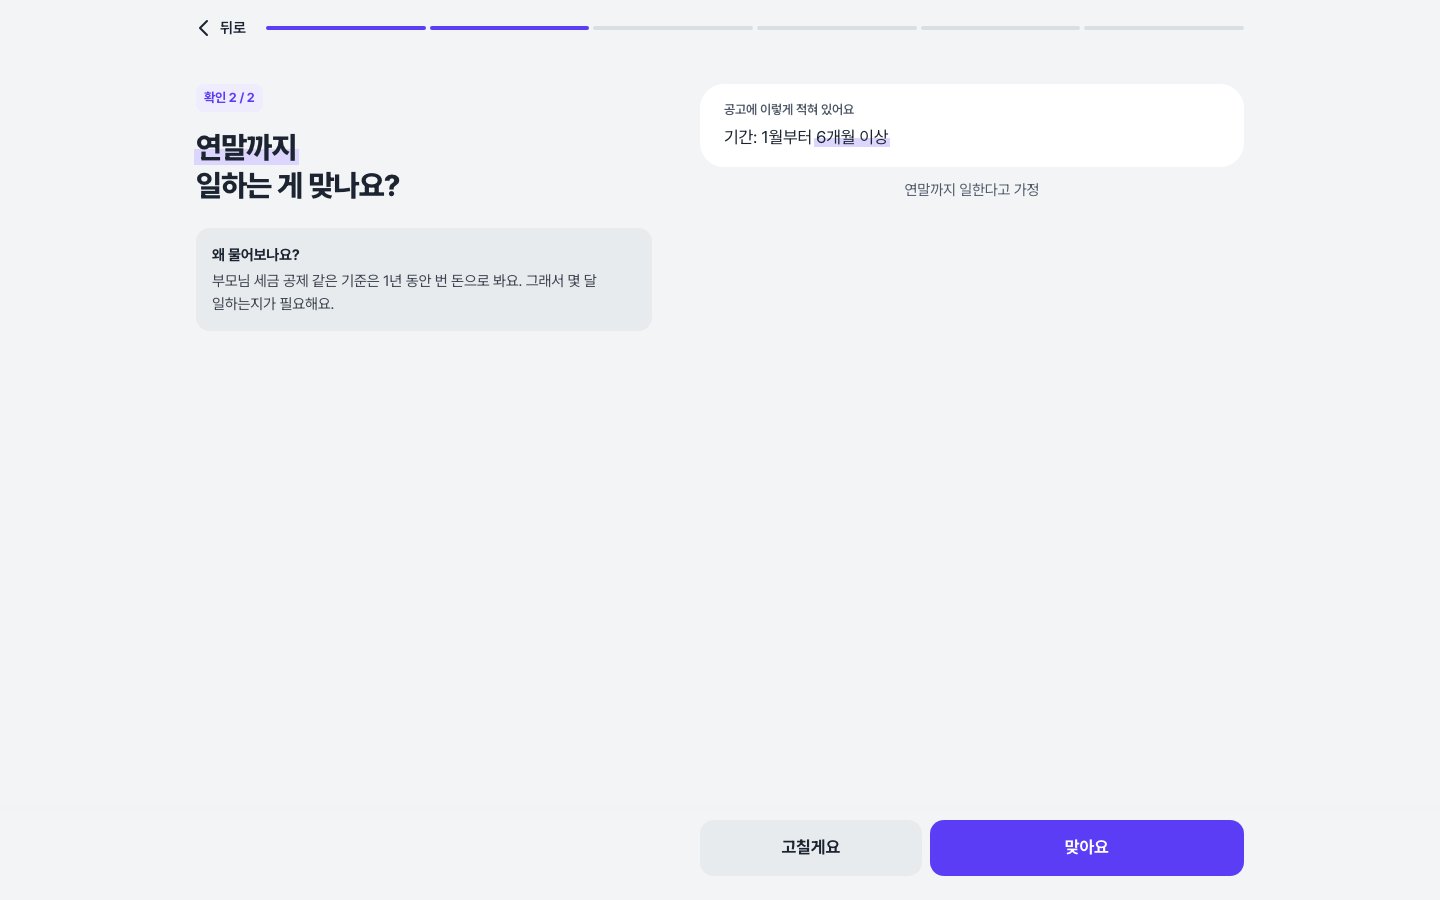 뒤로
확인 2 / 2
연말까지
일하는 게 맞나요?
왜 물어보나요?
부모님 세금 공제 같은 기준은 1년 동안 번 돈으로 봐요. 그래서 몇 달
일하는지가 필요해요.
공고에 이렇게 적혀 있어요
기간: 1월부터 6개월 이상
연말까지 일한다고 가정
고칠게요
맞아요